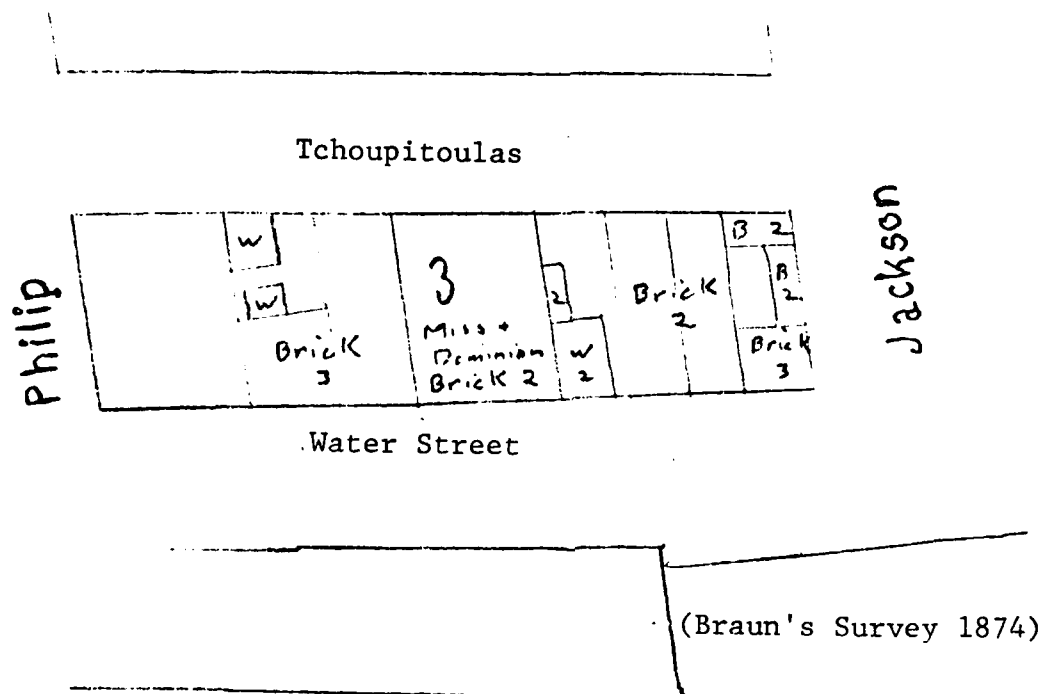 Tchoupitoulas
Philip
W
W
Brick
3
3
Miss +
Dominion
Brick 2
2
W
2
Brick
2
B 2
B
2
Brick
3
Jackson
Water Street
(Braun's Survey 1874)